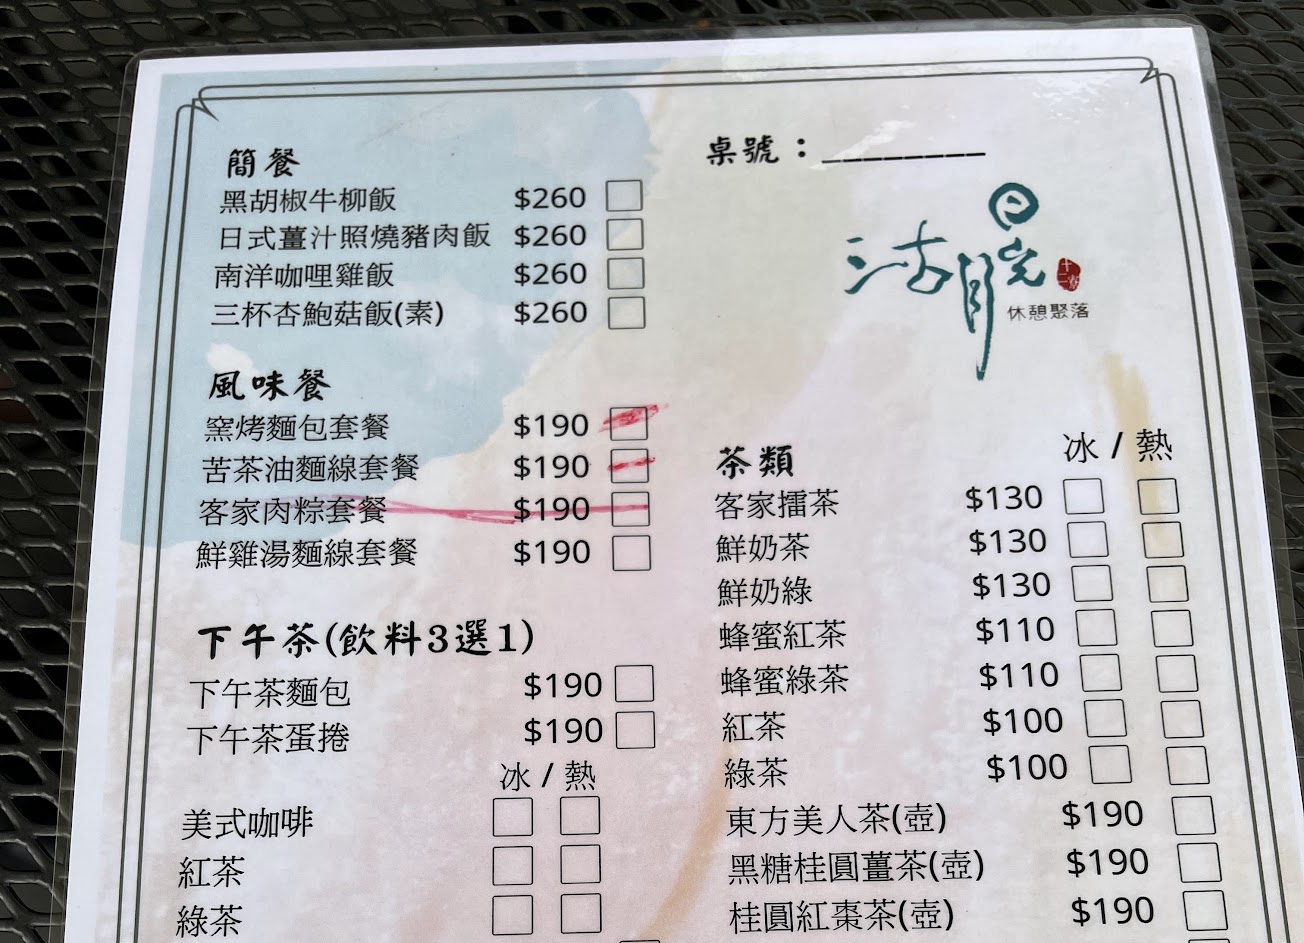 簡餐
黑胡椒牛柳飯 $260
日式薑汁照燒豬肉飯 $260
南洋咖哩雞飯 $260
三杯杏鮑菇飯(素) $260
風味餐
窯烤麵包套餐 $190
苦茶油麵線套餐 $190
客家肉粽套餐 $190
鮮雞湯麵線套餐 $190
下午茶(飲料3選1)
下午茶麵包 $190
下午茶蛋捲 $190
冰 / 熱
美式咖啡
紅茶
綠茶
桌號：________
休憩聚落
茶類 冰 / 熱
客家擂茶 $130
鮮奶茶 $130
鮮奶綠 $130
蜂蜜紅茶 $110
蜂蜜綠茶 $110
紅茶 $100
綠茶 $100
東方美人茶(壺) $190
黑糖桂圓薑茶(壺) $190
桂圓紅棗茶(壺) $190